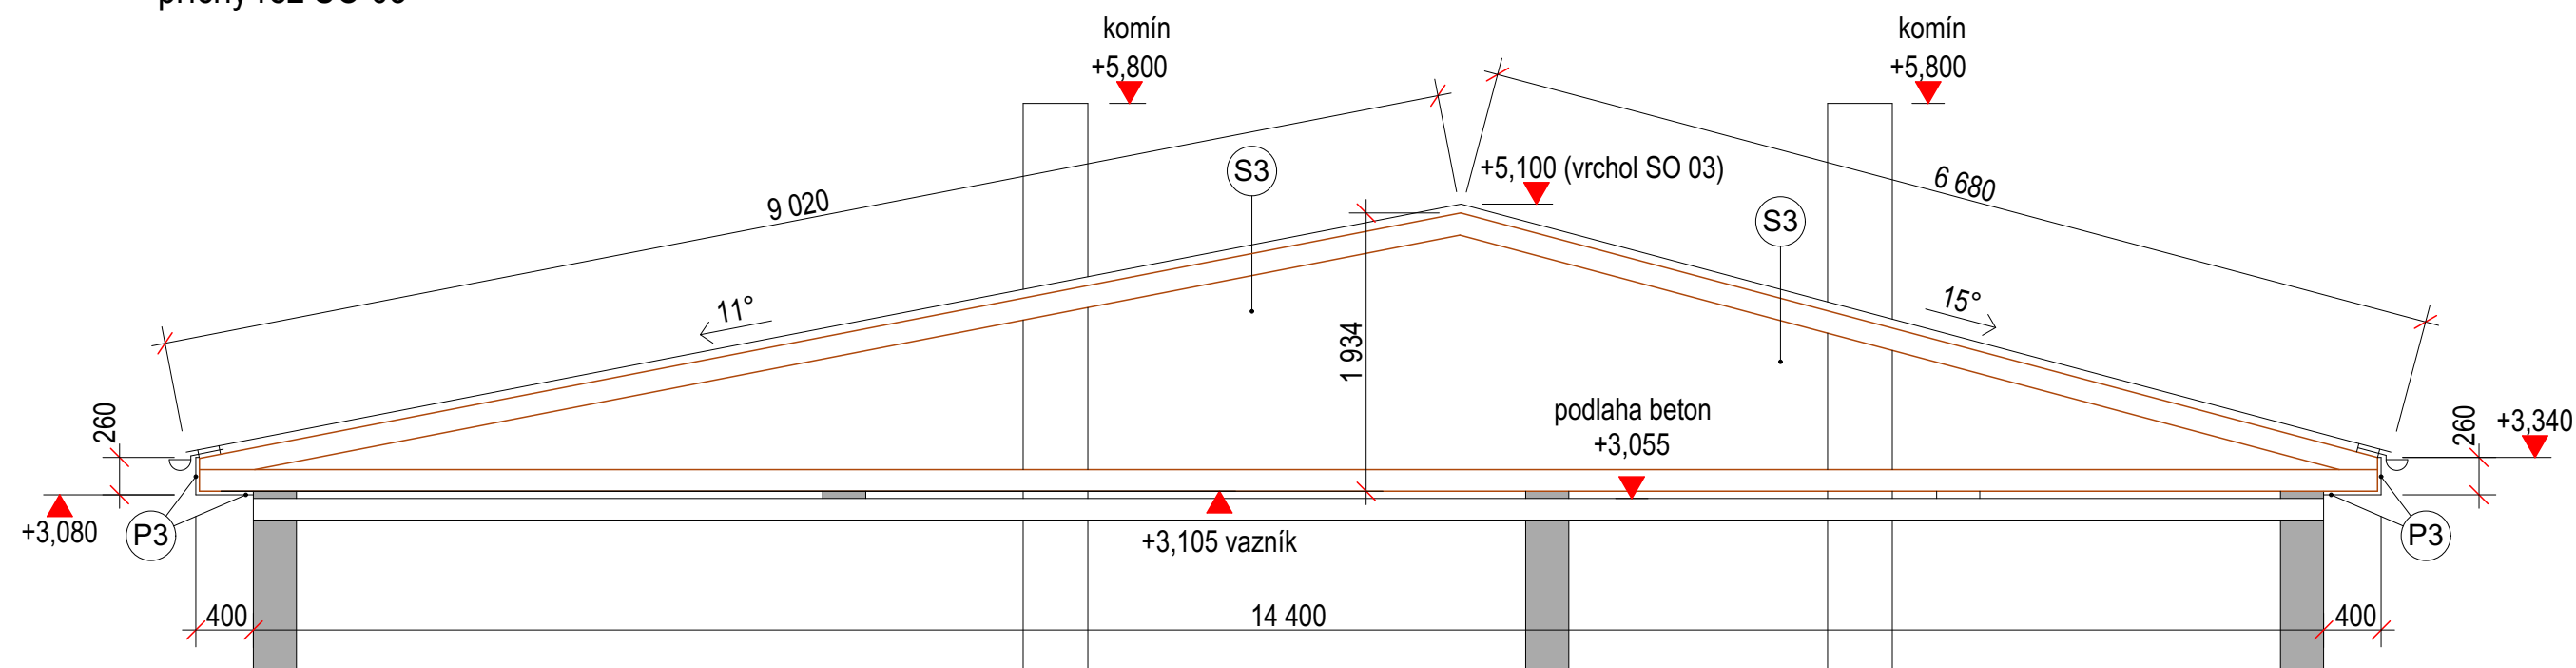 komín
+5,800
komín
+5,800
S3
+5,100 (vrchol SO 03)
S3
9 020
6 680
11°
15°
1 934
260
podlaha beton
+3,055
260
+3,340
+3,080
P3
+3,105 vazník
P3
400
14 400
400